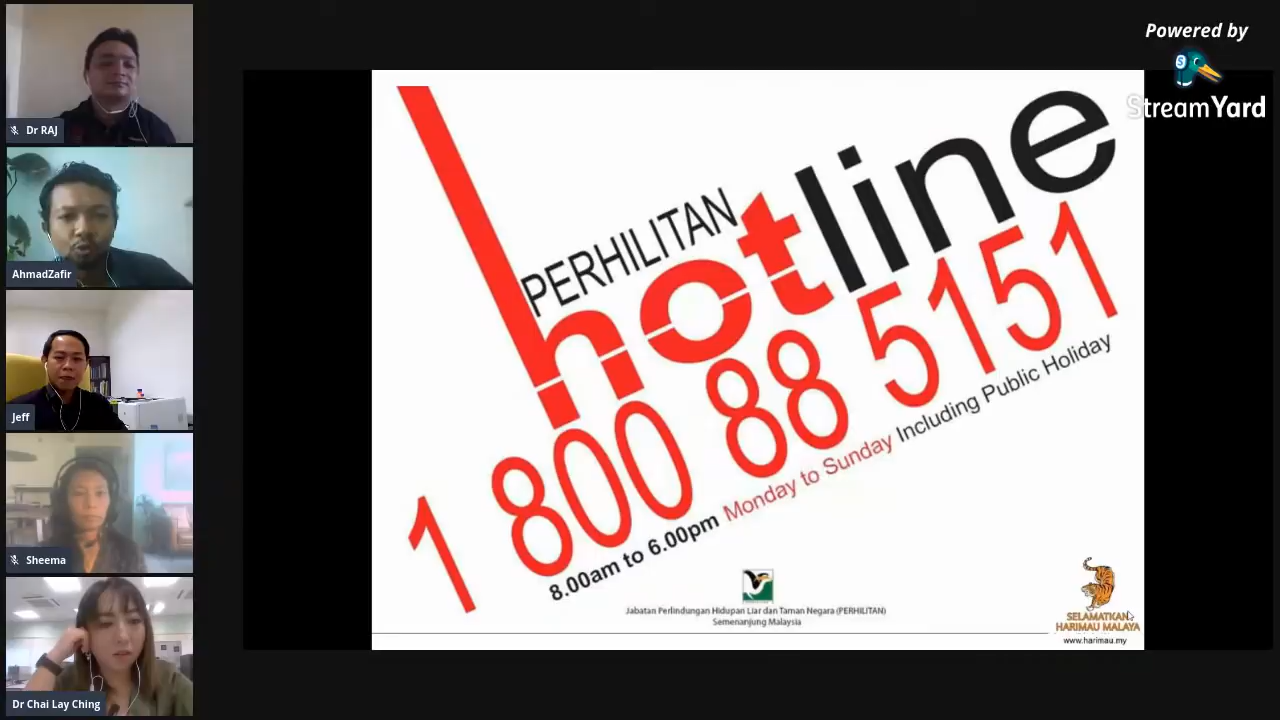 Powered by
StreamYard
Dr RAJ
AhmadZafir
Jeff
Sheema
Dr Chai Lay Ching
PERHILITAN
hotline
1 800 88 5151
8.00am to 6.00pm Monday to Sunday Including Public Holiday
Jabatan Perlindungan Hidupan Liar dan Taman Negara (PERHILITAN)
Semenanjung Malaysia
SELAMATKAN
HARIMAU MALAYA
www.harimau.my